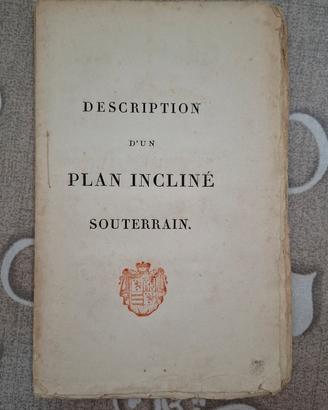 DESCRIPTION
D'UN
PLAN INCLINÉ
SOUTERRAIN.